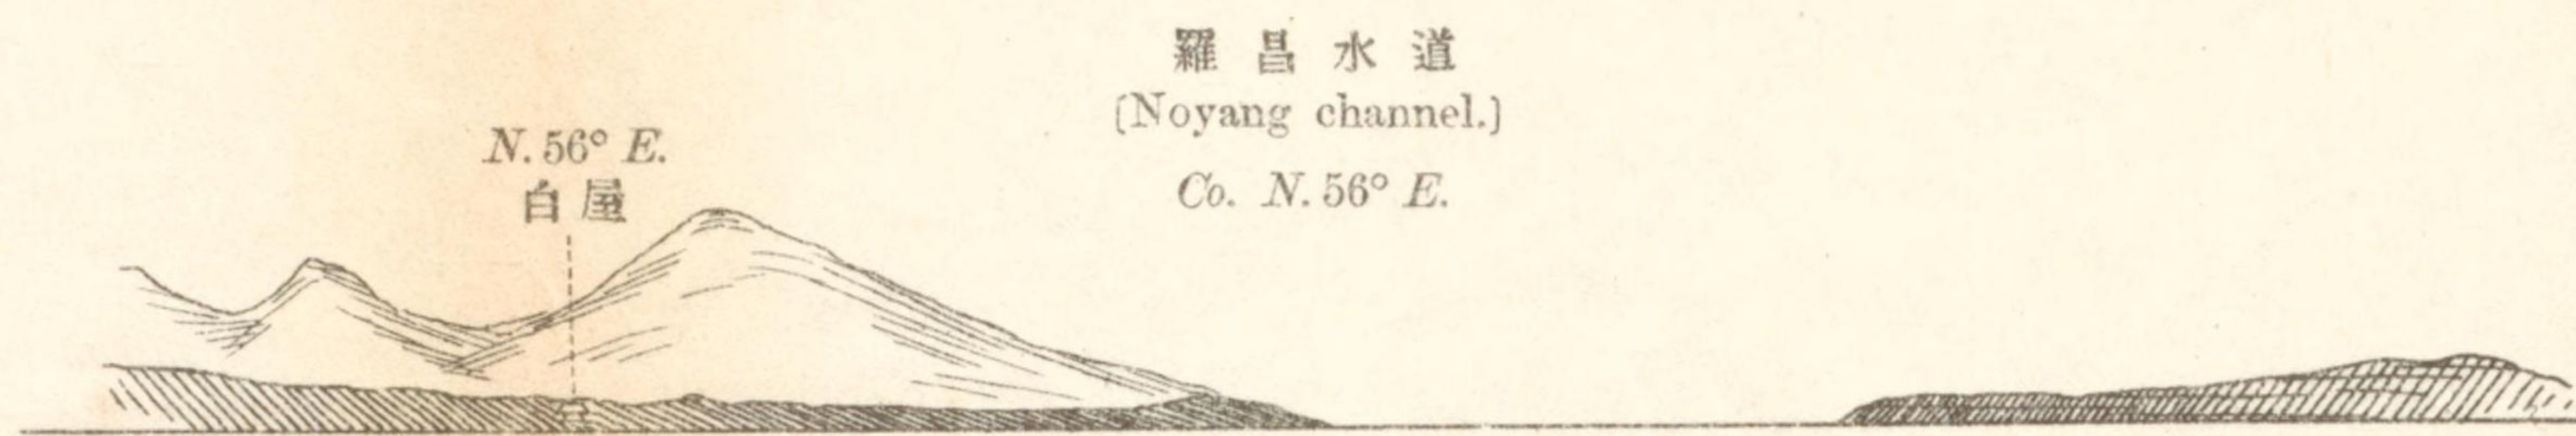 羅昌水道
(Noyang channel.)
Co. N. 56° E.
N. 56° E.
白屋